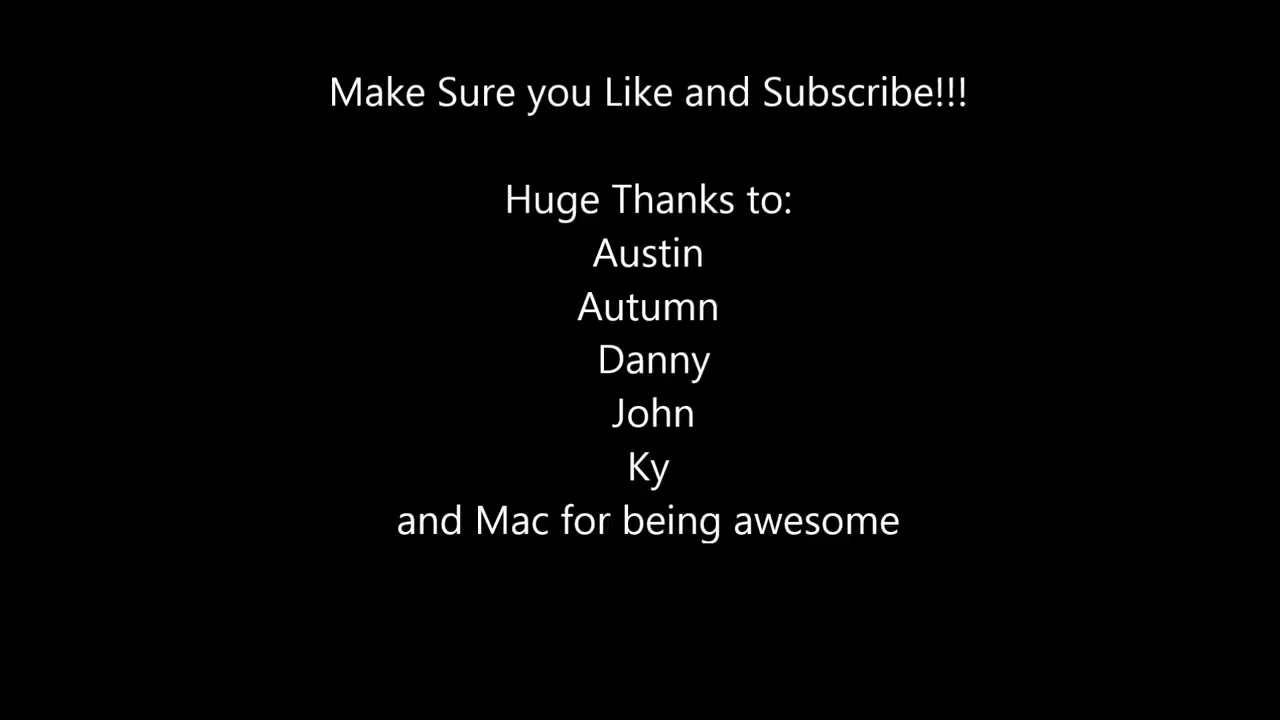 Make Sure you Like and Subscribe!!!
Huge Thanks to:
Austin
Autumn
Danny
John
Ky
and Mac for being awesome